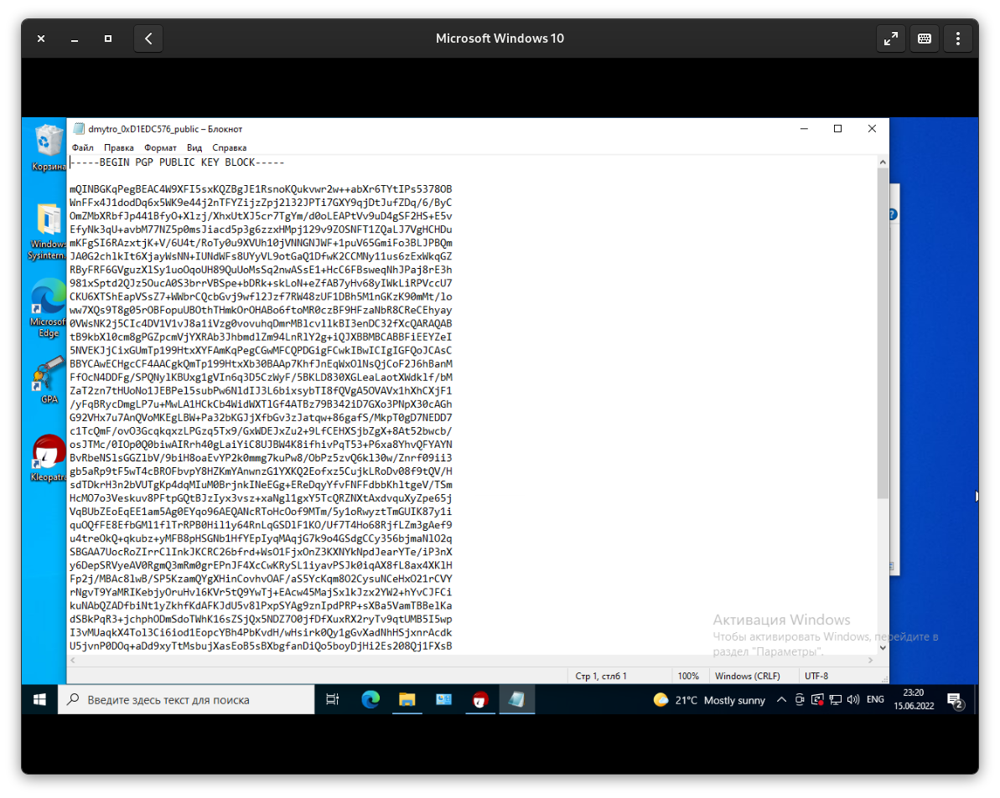 Microsoft Windows 10
dmytro_0xD1EDC576_public – Блокнот
Файл Правка Формат Вид Справка
-----BEGIN PGP PUBLIC KEY BLOCK-----
mQINBGKqPegBEAC4W9XFI5sxKQZBgJE1RsnoKQukvwr2w++abXr6TYtIPs5378OB
WnFFx4J1dodDq6x5WK9e44j2nTFYZijzZpj2l32JPTi7GXY9qjDtJufZDq/6/ByC
OmZMbXRbfJp441BfyO+Xlzj/XhxUtXJ5cr7TgYm/d0oLEAPtVv9uD4gSF2HS+E5v
EfyNk3qU+avbM77NZ5p0msJiacd5p3g6zzxHMpj129v9ZOSNFT1ZQaLJ7VgHCHDu
mKFgSI6RAzxtjK+V/6U4t/RoTy0u9XVUh10jVNNGNJWF+1puV65GmiFo3BLJPBQm
JA0G2chlkIt6XjayWsNN+IUNdWFs8UYyVL9otGaQ1DfwK2CCMNy11us6zExWkqGZ
RByFRF6GVguzXlSy1uoOqoUH89QuUoMsSq2nwASsE1+HcC6FBsweqNhJPaj8rE3h
981xSptd2QJz5OucA0S3brrVBSpe+bDRk+skLoN+eZfAB7yHv68yIWkLiRPVccU7
CKU6XTShEapVSsZ7+WWbrCQcbGvj9wfl2Jzf7RW48zUF1DBh5M1nGKzK90mMt/lo
ww7XQs9T8g05rOBFopuUBOthTHmkOrOHABo6ftoMR0czBF9HFzaNbR8CReCEhyay
0VWsNK2j5CIc4DV1V1vJ8a1iVzg0vovuhqDmrMBlcvllkBI3enDC32fXcQARAQAB
tB9kbXl0cm8gPGZpcmVjYXRAb3JhbmdlZm94LnRlY2g+iQJXBBMBCABBFiEEYZeI
5NVEKJjCixGUmTp199HtxXYFAmKqPegCGwMFCQPDGigFCwkIBwICIgIGFQoJCAsC
BBYCAwECHgcCF4AACgkQmTp199HtxXb30BAAp7KhfJnEqWxOlNsQjCoF2J6hBanM
FfOcN4DDFg/SPQNylKBUxg1gVIn6q3D5CzWyF/5BKLD830XGLeaLaotXWdklf/bM
ZaT2zn7tHUoNo1JEBPel5subPw6NldIJ3L6bixsybTI8fQVgA5OVAVx1hXhCXjF1
/yFqBRycDmgLP7u+MwLA1HCkCb4WidWXTlGf4ATBz79B342iD7GXo3PNpX30cAGh
G92VHx7u7AnQVoMKEgLBW+Pa32bKGJjXfbGv3zJatqw+86gafS/MkpT0gD7NEDD7
c1TcQmF/ovO3GcqkqxzLPGzq5Tx9/GxWDEJxZu2+9LfCEHXSjbZgX+8At52bwcb/
osJTMc/0IOp0Q0biwAIRrh40gLaiYiC8UJBW4K8ifhivPqT53+P6xa8YhvQFYAYN
BvRbeNSlsGGZlbV/9biH8oaEvYP2k0mmg7kuPw8/ObPz5zvQ6kl30w/Znrf09ii3
gb5aRp9tF5wT4cBROFbvpY8HZKmYAnwnzG1YXKQ2Eofxz5CujkLRoDv08f9tQV/H
sdTDkrH3n2bVUTgKp4dqMIuM0BrjnkINeEGg+EReDqyYfvFNFFdbbKhltgeV/TSm
HcMO7o3Veskuv8PFtpGQtBJzIyx3vsz+xaNgl1gxY5TcQRZNXtAxdvquXyZpe65j
VqBUbZEoEqEE1am5Ag0EYqo96AEQANcRToHcOof9MTm/5y1oRwyztTmGUIK87y1i
quOQfFE8EfbGMl1flTrRPB0Hil1y64RnLqGSDlF1KO/Uf7T4Ho68RjfLZm3gAef9
u4treOkQ+qkubz+yMFB8pHSGNb1HfYEpIyqMAqjG7k9o4GSdgCCy356bjmaNlO2q
SBGAA7UocRoZIrrClInkJKCRC26bfrd+WsO1FjxOnZ3KXNYkNpdJearYTe/iP3nX
y6DepSRVyeAV0RgmQ3mRm0grEPnJF4XcCwKRySL1iyavPSJk0iqAX8fL8ax4XKlH
Fp2j/MBAc8lwB/SP5KzamQYgXHinCovhvOAF/aS5YcKqm8O2CysuNCeHxO21rCVY
rNgvT9YaMRIKebjyOruHvl6KVr5tQ9YwTj+EAcw45MajSxlkJzx2YW2+hYvCJFCi
kuNAbQZADfbiNt1yZkhfKdAFKJdU5v8lPxpSYAg9znIpdPRP+sXBa5VamTBBelKa
dSBkPqR3+jchphODmSdoTWhK16sZSjQx5NDZ7O0jfDfXuxRX2ryTv9qtUMB5I5wp
I3vMUaqkX4Tol3Ci6iod1EopcYBh4PbKvdH/wHsirk0Qy1gGvXadNhHSjxnrAcdk
U5jvnP0DOq+aDd9xyTtMsbujXasEoB5sBXbgfanDiQo5boyDjHi2Es208Qj1FXsB
Корзина
Windows
Sysintern
Microsof
Edge
GPA
Kleopatra
Активация Windows
Чтобы активировать Windows, перейдите в
раздел "Параметры".
Стр 1, стлб 1 100% Windows (CRLF) UTF-8
Введите здесь текст для поиска
21°C Mostly sunny ENG 23:20
15.06.2022 2